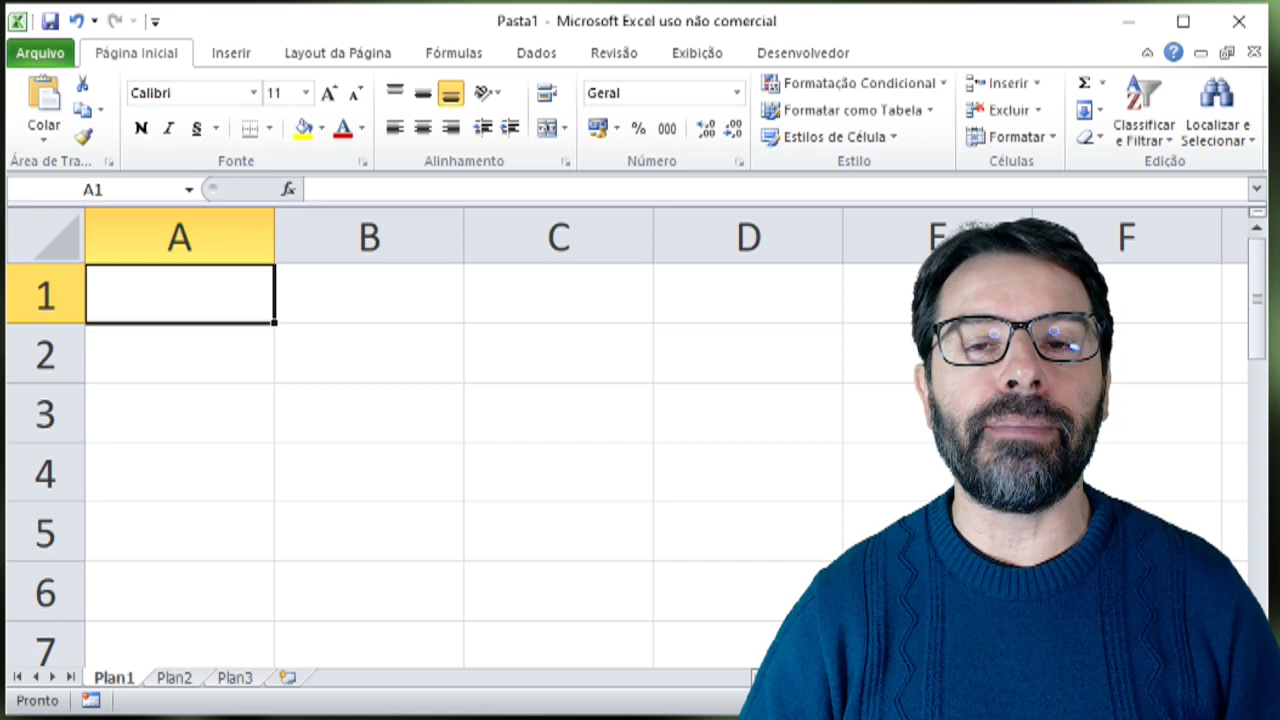 Pasta1 - Microsoft Excel uso não comercial
Arquivo Página Inicial Inserir Layout da Página Fórmulas Dados Revisão Exibição Desenvolvedor
Calibri 11 Geral Formatação Condicional Inserir Σ
Formatar como Tabela Excluir
Colar N I S % 000 Estilos de Célula Formatar Classificar e Filtrar Localizar e Selecionar
Área de Tra... Fonte Alinhamento Número Estilo Células Edição
A1 fx
A B C D E F
1
2
3
4
5
6
7
Plan1 Plan2 Plan3
Pronto